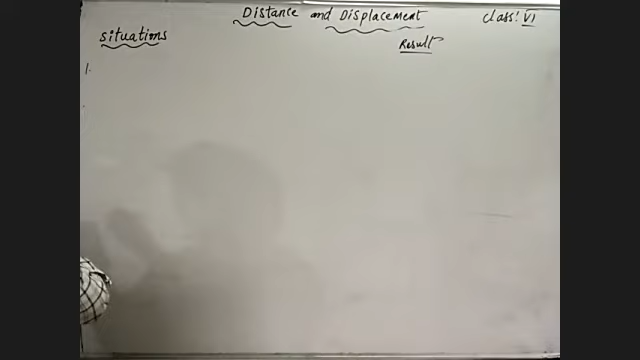 Distance and Displacement
Class: VI
situations
Result
1.